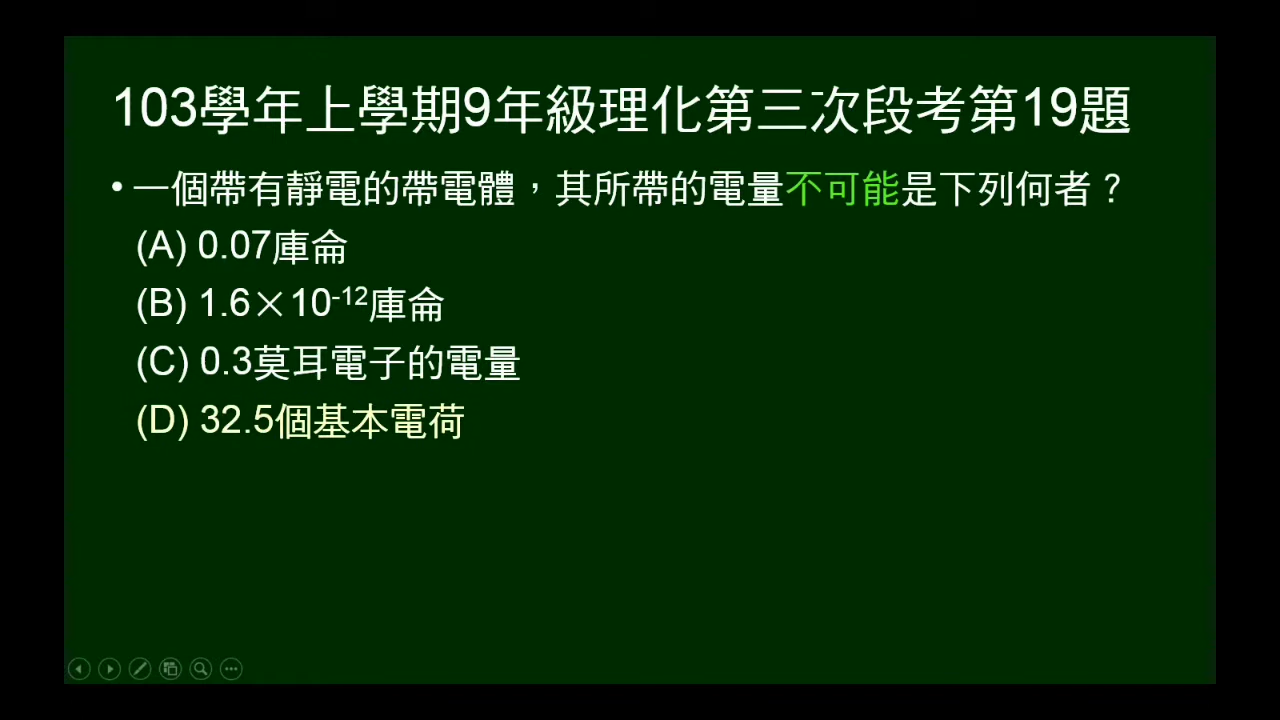 103學年上學期9年級理化第三次段考第19題
• 一個帶有靜電的帶電體，其所帶的電量不可能是下列何者？
(A) 0.07庫侖
(B) 1.6×10⁻¹²庫侖
(C) 0.3莫耳電子的電量
(D) 32.5個基本電荷